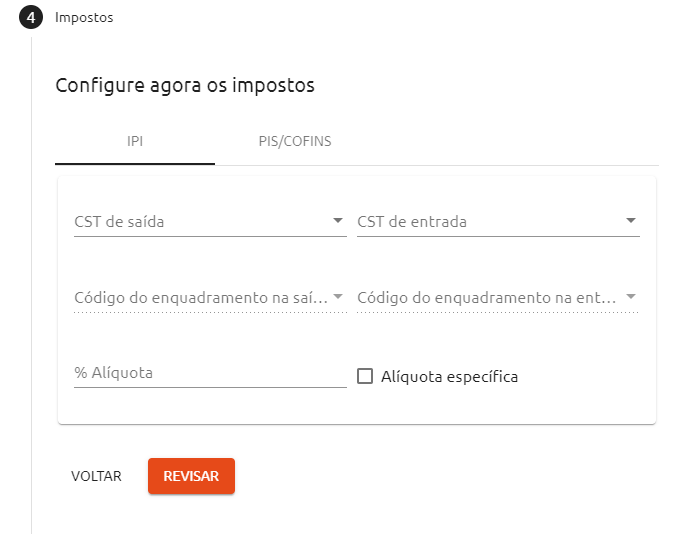 4 Impostos
Configure agora os impostos
IPI PIS/COFINS
CST de saída CST de entrada
Código do enquadramento na saí... Código do enquadramento na ent...
% Alíquota Alíquota específica
VOLTAR REVISAR